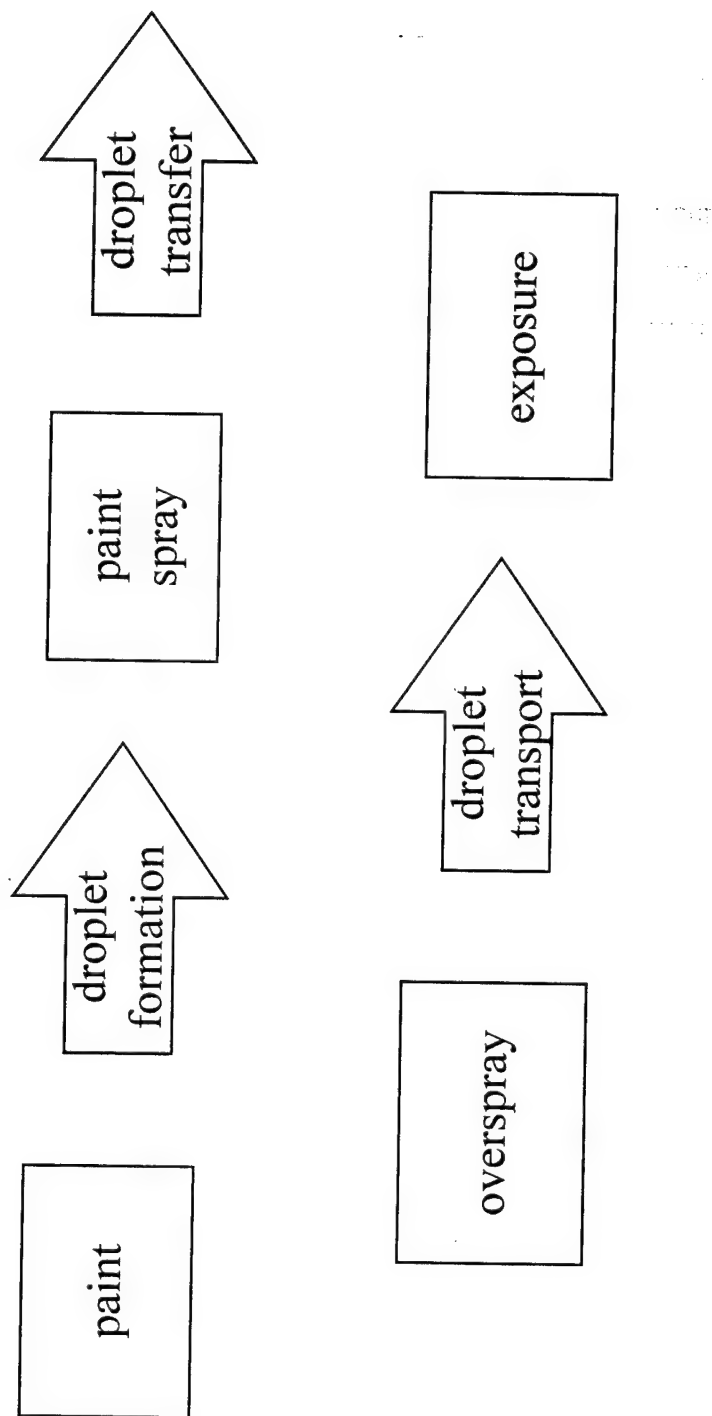 paint
droplet
formation
paint
spray
droplet
transfer
overspray
droplet
transport
exposure